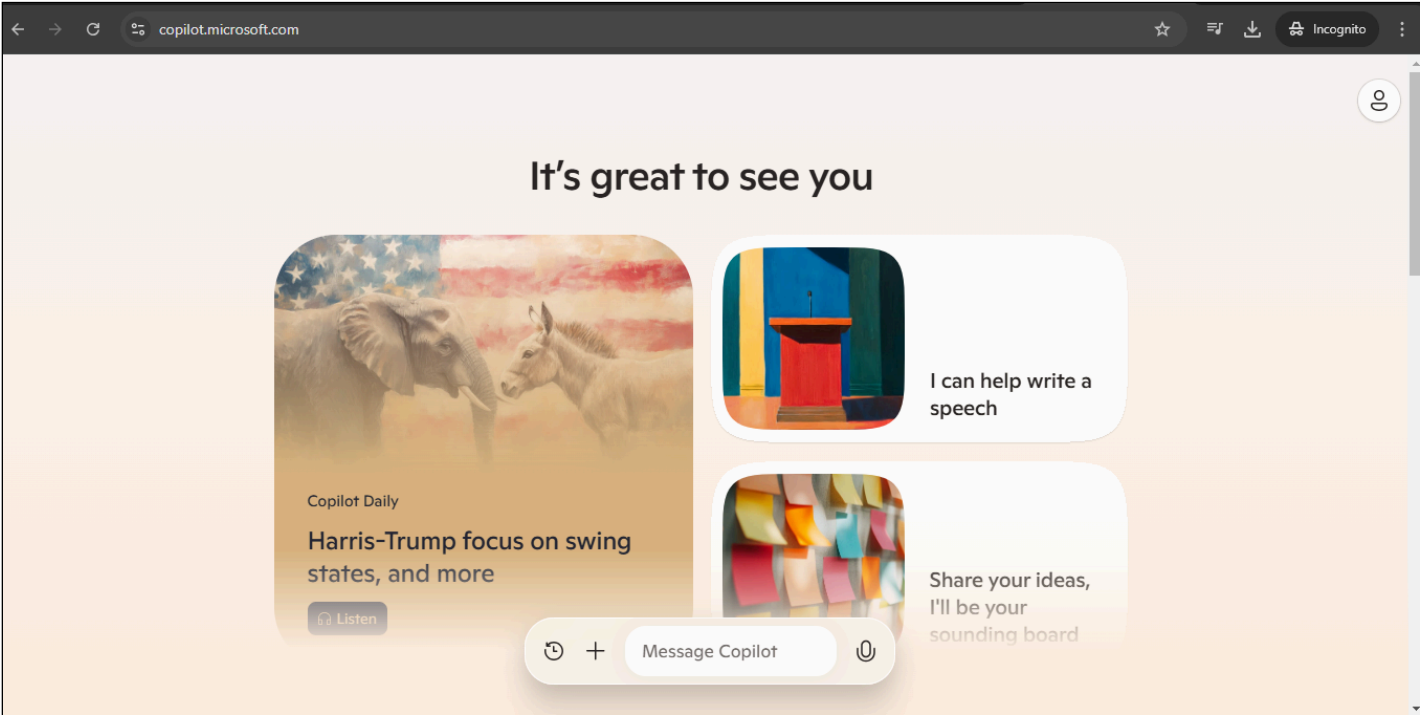 copilot.microsoft.com
Incognito
It's great to see you
Copilot Daily
Harris-Trump focus on swing
states, and more
Listen
I can help write a
speech
Share your ideas,
I'll be your
sounding board
Message Copilot